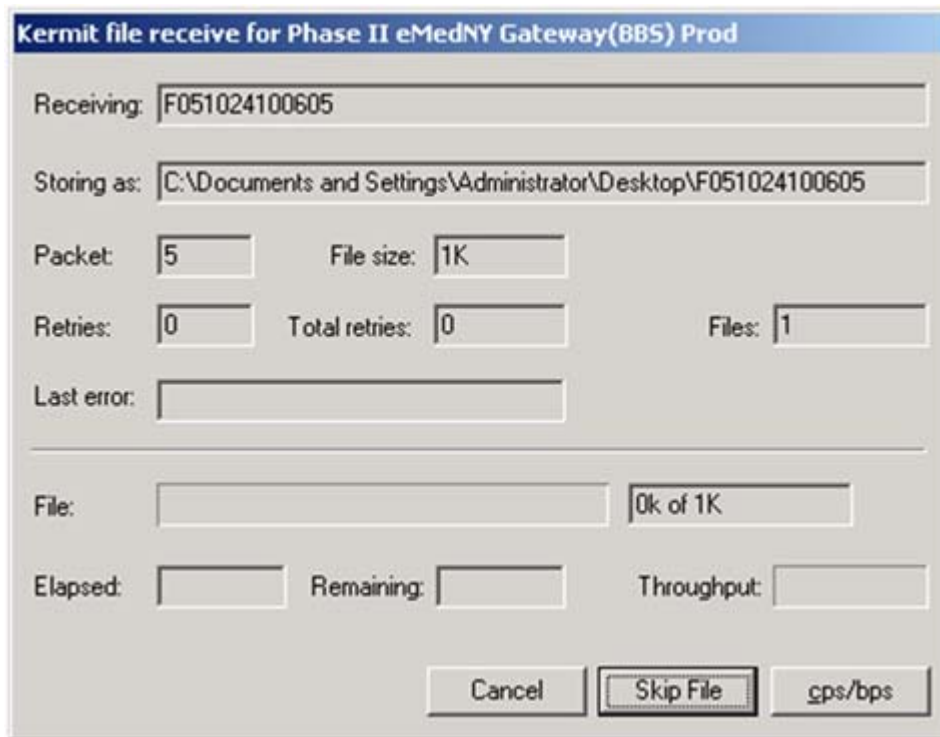 Kermit file receive for Phase II eMedNY Gateway(BBS) Prod
Receiving: F051024100605
Storing as: C:\Documents and Settings\Administrator\Desktop\F051024100605
Packet: 5 File size: 1K
Retries: 0 Total retries: 0 Files: 1
Last error:
File: 0k of 1K
Elapsed: Remaining: Throughput:
Cancel Skip File cps/bps